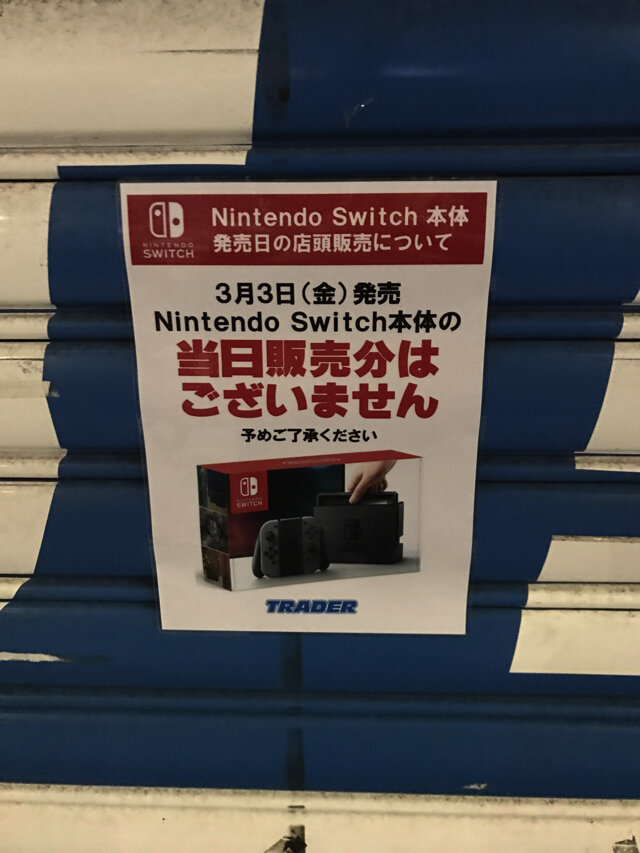 NINTENDO
SWITCH
Nintendo Switch 本体
発売日の店頭販売について
3月3日(金)発売
Nintendo Switch本体の
当日販売分は
ございません
予めご了承ください
NINTENDO
SWITCH
TRADER